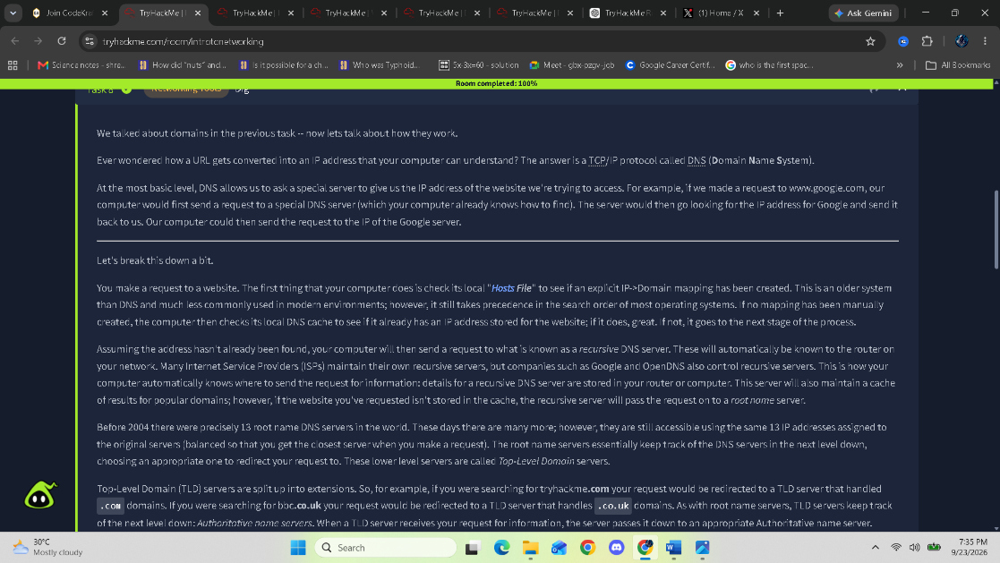 Join CodeKra
TryHackMe |
TryHackMe |
TryHackMe |
TryHackMe |
TryHackMe |
TryHackMe R
(1) Home / X
Ask Gemini
tryhackme.com/room/introtonetworking
Science notes - shre...
How did "nuts" and...
Is it possible for a ch...
Who was Typhoid...
5x-3x=60 - solution
Meet - gbx-pzgv-job
Google Career Certif...
who is the first spac...
All Bookmarks
Room completed: 100%
Task 8 Networking Tools Dig
We talked about domains in the previous task -- now lets talk about how they work.
Ever wondered how a URL gets converted into an IP address that your computer can understand? The answer is a TCP/IP protocol called DNS (Domain Name System).
At the most basic level, DNS allows us to ask a special server to give us the IP address of the website we're trying to access. For example, if we made a request to www.google.com, our
computer would first send a request to a special DNS server (which your computer already knows how to find). The server would then go looking for the IP address for Google and send it
back to us. Our computer could then send the request to the IP of the Google server.
Let's break this down a bit.
You make a request to a website. The first thing that your computer does is check its local "Hosts File" to see if an explicit IP->Domain mapping has been created. This is an older system
than DNS and much less commonly used in modern environments; however, it still takes precedence in the search order of most operating systems. If no mapping has been manually
created, the computer then checks its local DNS cache to see if it already has an IP address stored for the website; if it does, great. If not, it goes to the next stage of the process.
Assuming the address hasn't already been found, your computer will then send a request to what is known as a recursive DNS server. These will automatically be known to the router on
your network. Many Internet Service Providers (ISPs) maintain their own recursive servers, but companies such as Google and OpenDNS also control recursive servers. This is how your
computer automatically knows where to send the request for information: details for a recursive DNS server are stored in your router or computer. This server will also maintain a cache
of results for popular domains; however, if the website you've requested isn't stored in the cache, the recursive server will pass the request on to a root name server.
Before 2004 there were precisely 13 root name DNS servers in the world. These days there are many more; however, they are still accessible using the same 13 IP addresses assigned to
the original servers (balanced so that you get the closest server when you make a request). The root name servers essentially keep track of the DNS servers in the next level down,
choosing an appropriate one to redirect your request to. These lower level servers are called Top-Level Domain servers.
Top-Level Domain (TLD) servers are split up into extensions. So, for example, if you were searching for tryhackme.com your request would be redirected to a TLD server that handled
.com domains. If you were searching for bbc.co.uk your request would be redirected to a TLD server that handles .co.uk domains. As with root name servers, TLD servers keep track
of the next level down: Authoritative name servers. When a TLD server receives your request for information, the server passes it down to an appropriate Authoritative name server.
30°C
Mostly cloudy
Search
7:35 PM
9/23/2026